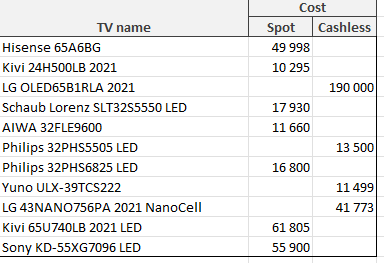 Cost
TV name Spot Cashless
Hisense 65A6BG 49 998
Kivi 24H500LB 2021 10 295
LG OLED65B1RLA 2021 190 000
Schaub Lorenz SLT32S5550 LED 17 930
AIWA 32FLE9600 11 660
Philips 32PHS5505 LED 13 500
Philips 32PHS6825 LED 16 800
Yuno ULX-39TCS222 11 499
LG 43NANO756PA 2021 NanoCell 41 773
Kivi 65U740LB 2021 LED 61 805
Sony KD-55XG7096 LED 55 900